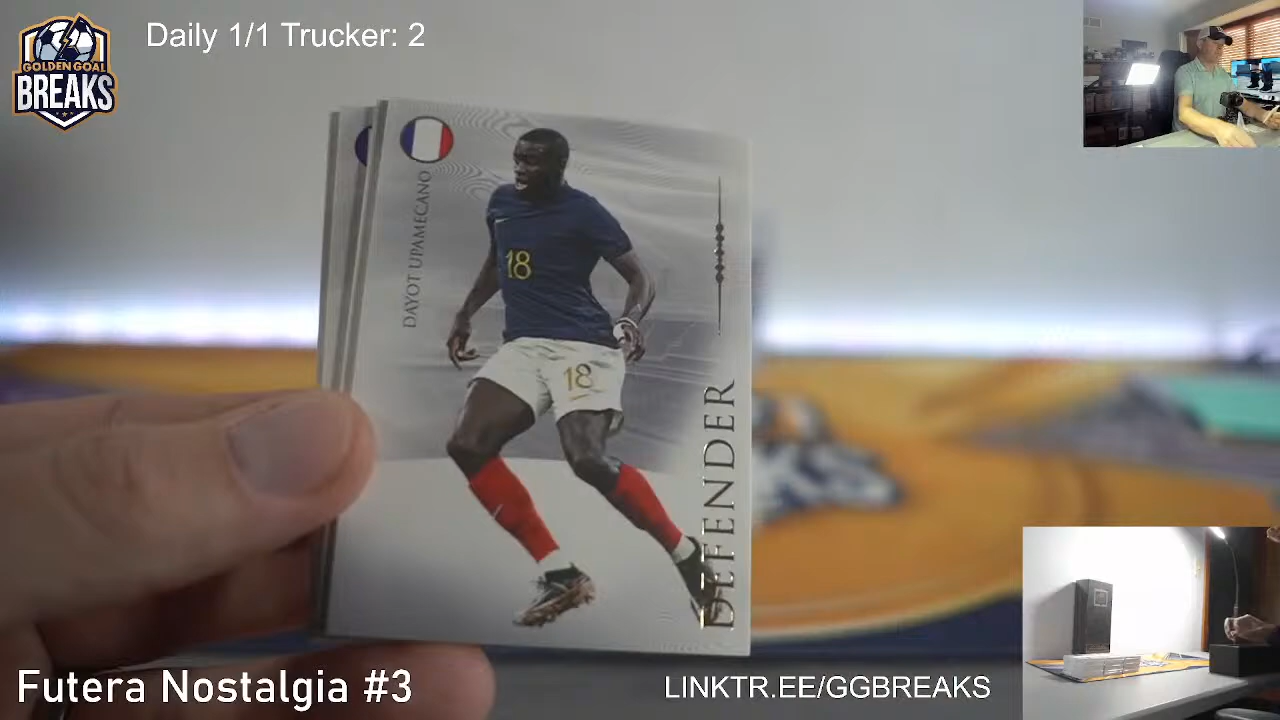 Daily 1/1 Trucker: 2
GOLDEN GOAL
BREAKS
DAYOT UPAMECANO
18
18
DEFENDER
Futera Nostalgia #3
LINKTR.EE/GGBREAKS